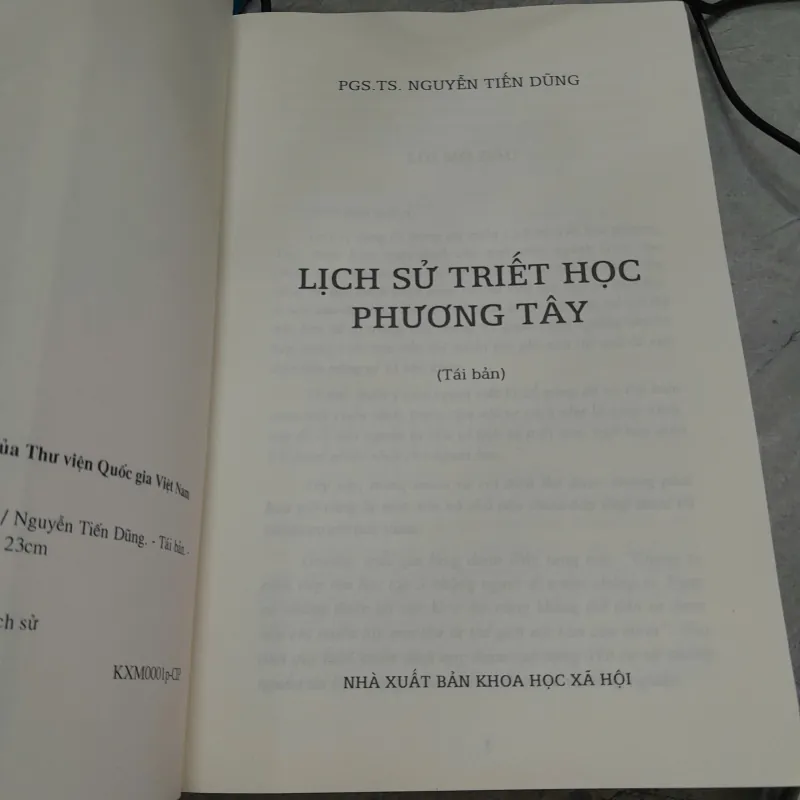 ủa Thư viện Quốc gia Việt Nam
/ Nguyễn Tiến Dũng. - Tái bản. -
23cm
ch sử
KXM0001p-CIP
PGS.TS. NGUYỄN TIẾN DŨNG
LỊCH SỬ TRIẾT HỌC
PHƯƠNG TÂY
(Tái bản)
NHÀ XUẤT BẢN KHOA HỌC XÃ HỘI